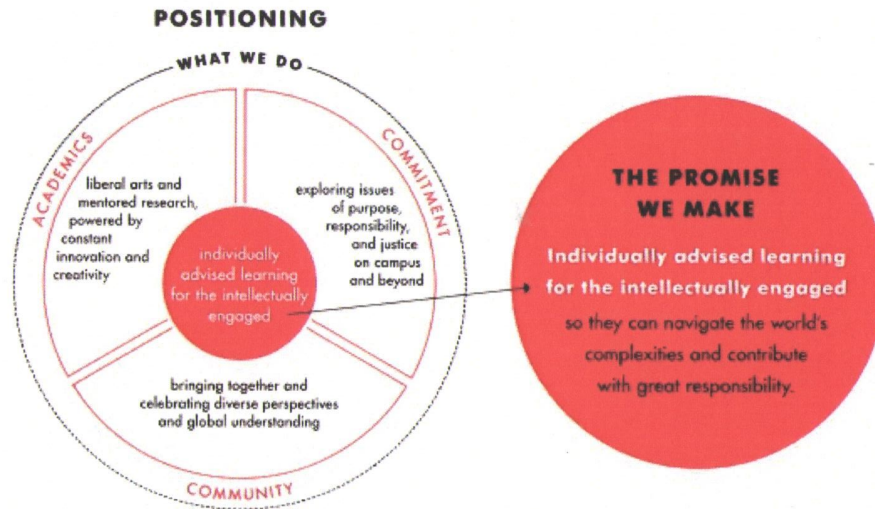 POSITIONING
WHAT WE DO
ACADEMICS
liberal arts and
mentored research,
powered by
constant
innovation and
creativity
COMMITMENT
exploring issues
of purpose,
responsibility,
and justice
on campus
and beyond
individually
advised learning
for the intellectually
engaged
bringing together and
celebrating diverse perspectives
and global understanding
COMMUNITY
THE PROMISE
WE MAKE
Individually advised learning
for the intellectually engaged
so they can navigate the world's
complexities and contribute
with great responsibility.